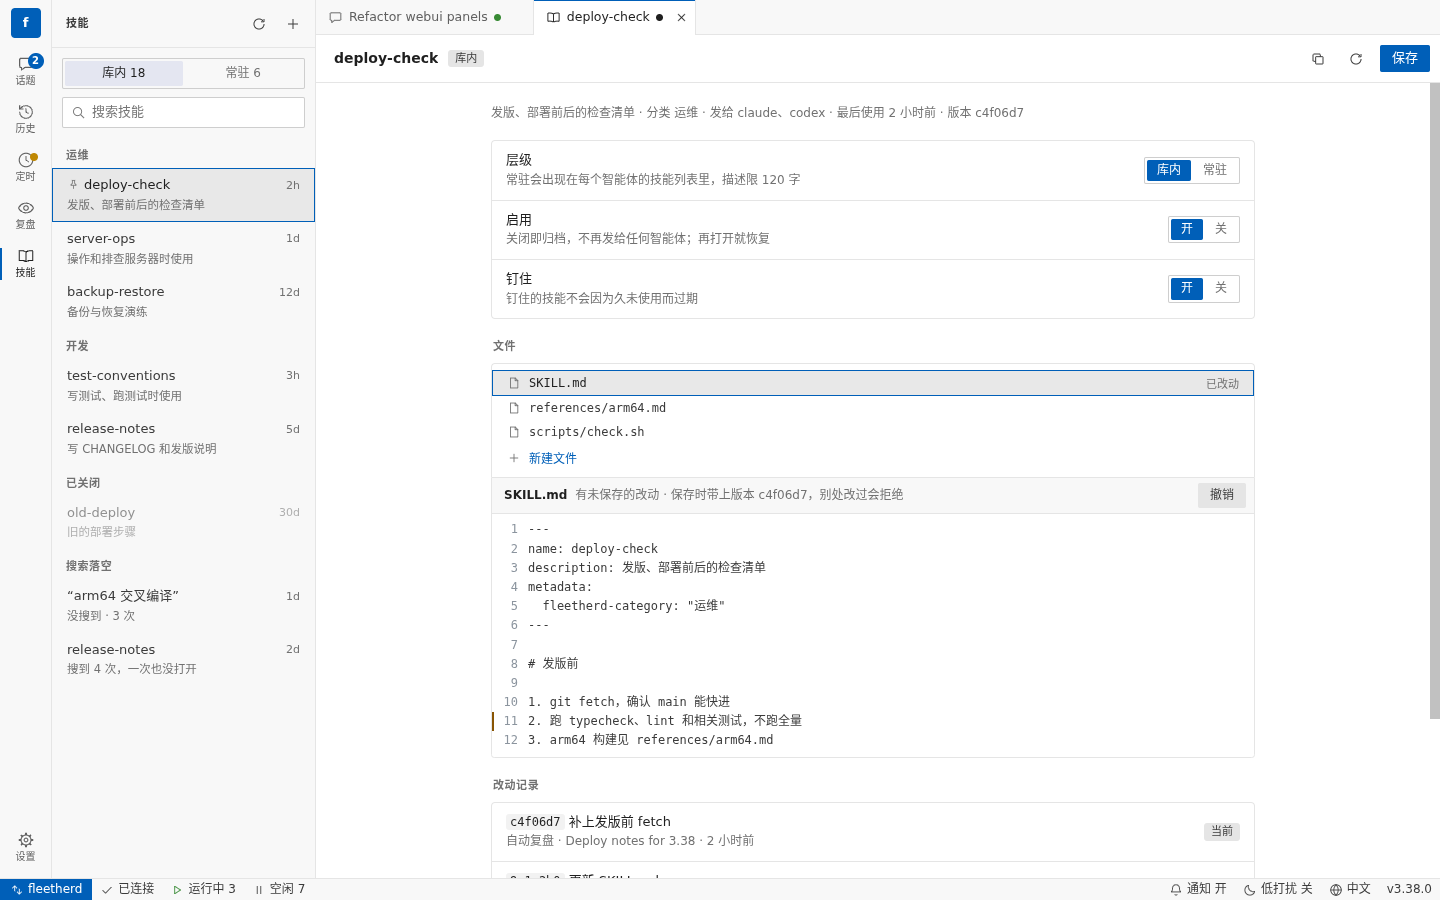 f
2
话题
历史
定时
复盘
技能
设置
技能
库内 18
常驻 6
搜索技能
运维
deploy-check 2h
发版、部署前后的检查清单
server-ops 1d
操作和排查服务器时使用
backup-restore 12d
备份与恢复演练
开发
test-conventions 3h
写测试、跑测试时使用
release-notes 5d
写 CHANGELOG 和发版说明
已关闭
old-deploy 30d
旧的部署步骤
搜索落空
“arm64 交叉编译” 1d
没搜到 · 3 次
release-notes 2d
搜到 4 次，一次也没打开
Refactor webui panels
deploy-check
deploy-check 库内
保存
发版、部署前后的检查清单 · 分类 运维 · 发给 claude、codex · 最后使用 2 小时前 · 版本 c4f06d7
层级
常驻会出现在每个智能体的技能列表里，描述限 120 字
库内 常驻
启用
关闭即归档，不再发给任何智能体；再打开就恢复
开 关
钉住
钉住的技能不会因为久未使用而过期
开 关
文件
SKILL.md 已改动
references/arm64.md
scripts/check.sh
新建文件
SKILL.md 有未保存的改动 · 保存时带上版本 c4f06d7，别处改过会拒绝 撤销
1 ---
2 name: deploy-check
3 description: 发版、部署前后的检查清单
4 metadata:
5 fleetherd-category: "运维"
6 ---
7
8 # 发版前
9
10 1. git fetch，确认 main 能快进
11 2. 跑 typecheck、lint 和相关测试，不跑全量
12 3. arm64 构建见 references/arm64.md
改动记录
c4f06d7 补上发版前 fetch
自动复盘 · Deploy notes for 3.38 · 2 小时前
当前
fleetherd 已连接 运行中 3 空闲 7
通知 开 低打扰 关 中文 v3.38.0